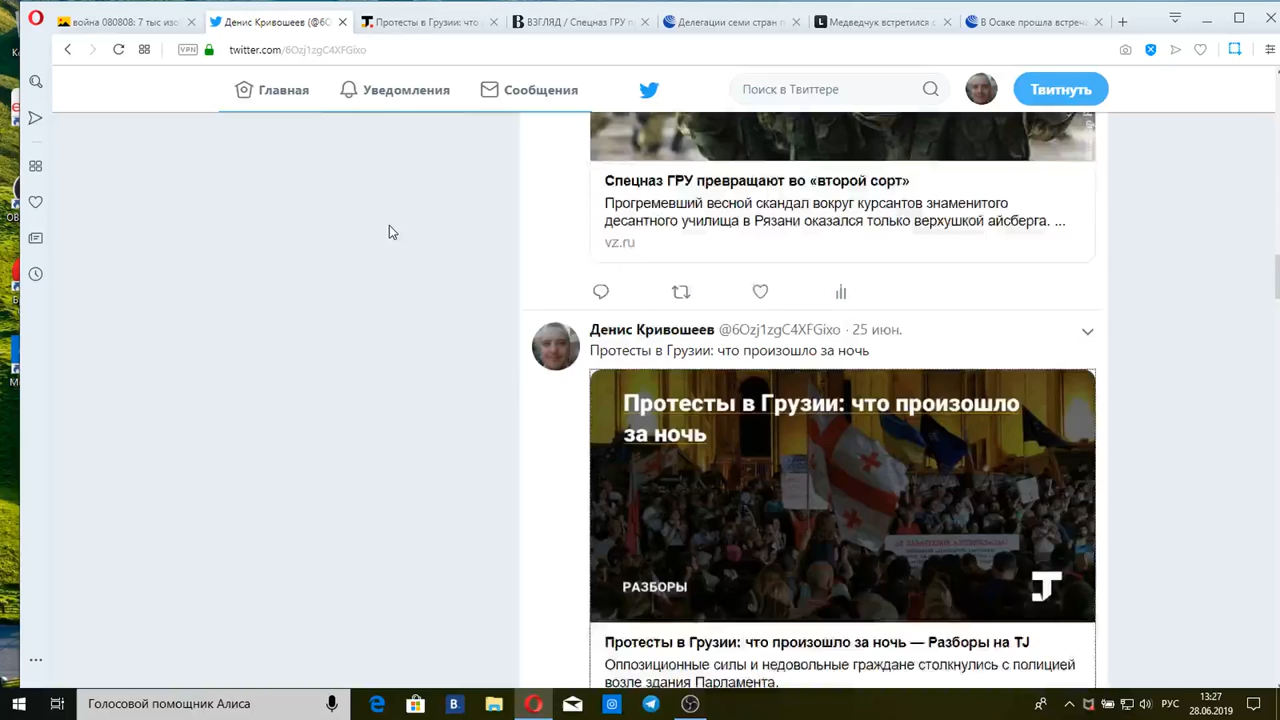 война 080808: 7 тыс изо
Денис Кривошеев (@6O
Протесты в Грузии: что
ВЗГЛЯД / Спецназ ГРУ п
Делегации семи стран п
Медведчук встретился с
В Осаке прошла встреча
VPN
twitter.com/6Ozj1zgC4XFGixo
Главная
Уведомления
Сообщения
Поиск в Твиттере
Твитнуть
Спецназ ГРУ превращают во «второй сорт»
Прогремевший весной скандал вокруг курсантов знаменитого
десантного училища в Рязани оказался только верхушкой айсберга. ...
vz.ru
Денис Кривошеев @6Ozj1zgC4XFGixo · 25 июн.
Протесты в Грузии: что произошло за ночь
Протесты в Грузии: что произошло
за ночь
РАЗБОРЫ
Протесты в Грузии: что произошло за ночь — Разборы на TJ
Оппозиционные силы и недовольные граждане столкнулись с полицией
возле здания Парламента.
Голосовой помощник Алиса
РУС
13:27
28.06.2019